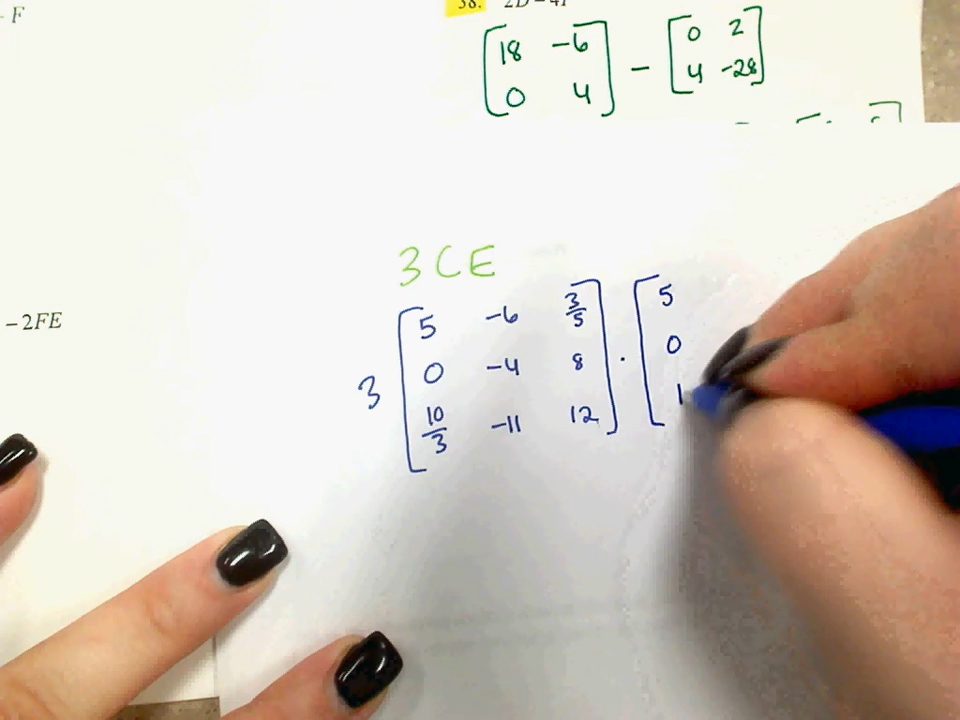 - F
38. 2D - 4F
[18 -6] - [0 2]
[0 4] [4 -28]
3CE
- 2FE
3 [5 -6 3/5] · [5
[0 -4 8] [0
[10/3 -11 12] [1